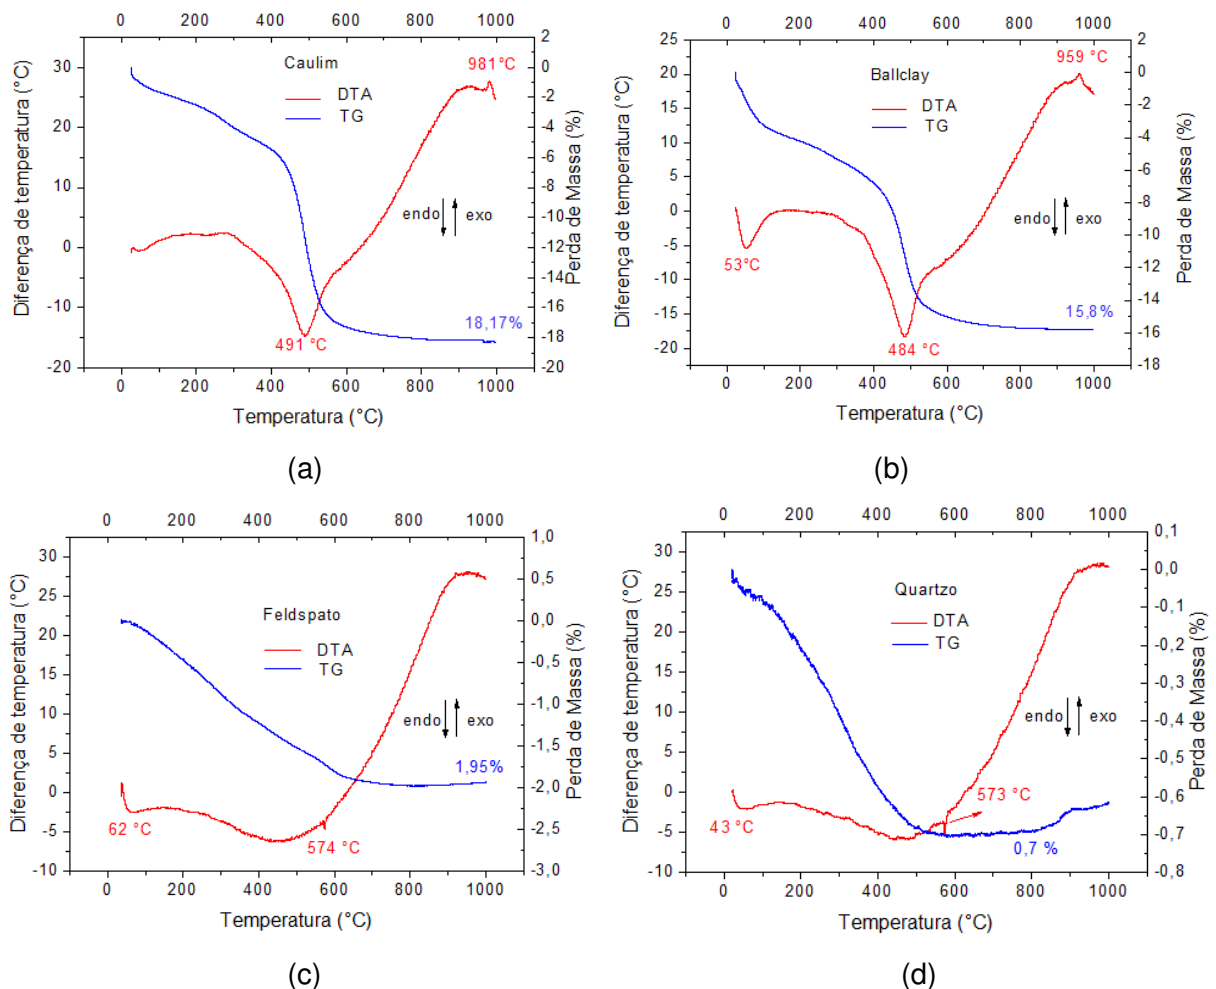 0 200 400 600 800 1000
Caulim
DTA
TG
981°C
endo exo
18,17%
491 °C
30
20
10
0
-10
-20
2
0
-2
-4
-6
-8
-10
-12
-14
-16
-18
-20
Diferença de temperatura (°C)
Perda de Massa (%)
0 200 400 600 800 1000
Temperatura (°C)
(a)
0 200 400 600 800 1000
959 °C
Ballclay
DTA
TG
endo exo
53°C
15,8%
484 °C
25
20
15
10
5
0
-5
-10
-15
-20
2
0
-2
-4
-6
-8
-10
-12
-14
-16
-18
Diferença de temperatura (°C)
Perda de Massa (%)
0 200 400 600 800 1000
Temperatura (°C)
(b)
0 200 400 600 800 1000
Feldspato
DTA
TG
endo exo
1,95%
62 °C
574 °C
30
25
20
15
10
5
0
-5
-10
1,0
0,5
0,0
-0,5
-1,0
-1,5
-2,0
-2,5
-3,0
Diferença de temperatura (°C)
Perda de Massa (%)
0 200 400 600 800 1000
Temperatura (°C)
(c)
0 200 400 600 800 1000
Quartzo
DTA
TG
endo exo
573 °C
43 °C
0,7 %
30
25
20
15
10
5
0
-5
-10
0,1
0,0
-0,1
-0,2
-0,3
-0,4
-0,5
-0,6
-0,7
-0,8
Diferença de temperatura (°C)
Perda de Massa (%)
0 200 400 600 800 1000
Temperatura (°C)
(d)